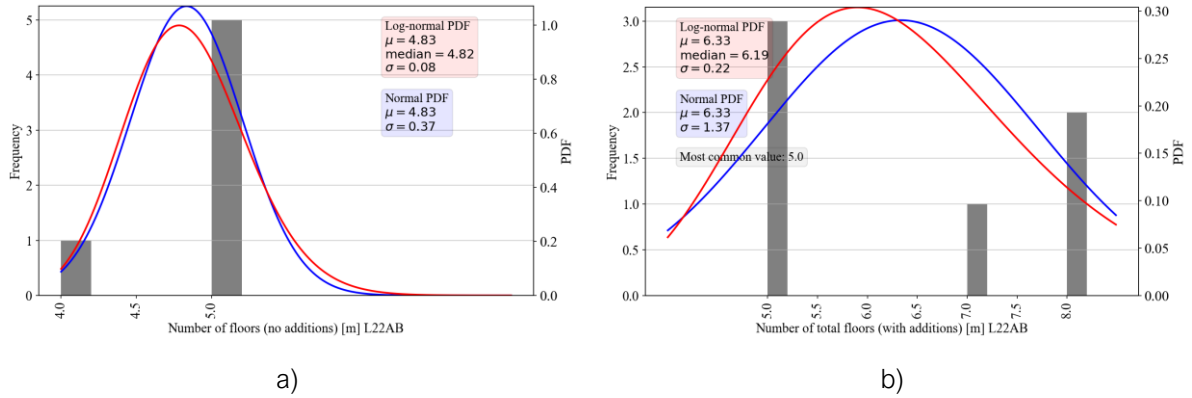 5
4
3
2
1
0
Frequency
Log-normal PDF
μ = 4.83
median = 4.82
σ = 0.08
Normal PDF
μ = 4.83
σ = 0.37
1.0
0.8
0.6
0.4
0.2
0.0
PDF
4.0
4.5
5.0
Number of floors (no additions) [m] L22AB
a)
3.0
2.5
2.0
1.5
1.0
0.5
0.0
Frequency
Log-normal PDF
μ = 6.33
median = 6.19
σ = 0.22
Normal PDF
μ = 6.33
σ = 1.37
Most common value: 5.0
0.30
0.25
0.20
0.15
0.10
0.05
0.00
PDF
5.0
5.5
6.0
6.5
7.0
7.5
8.0
Number of total floors (with additions) [m] L22AB
b)